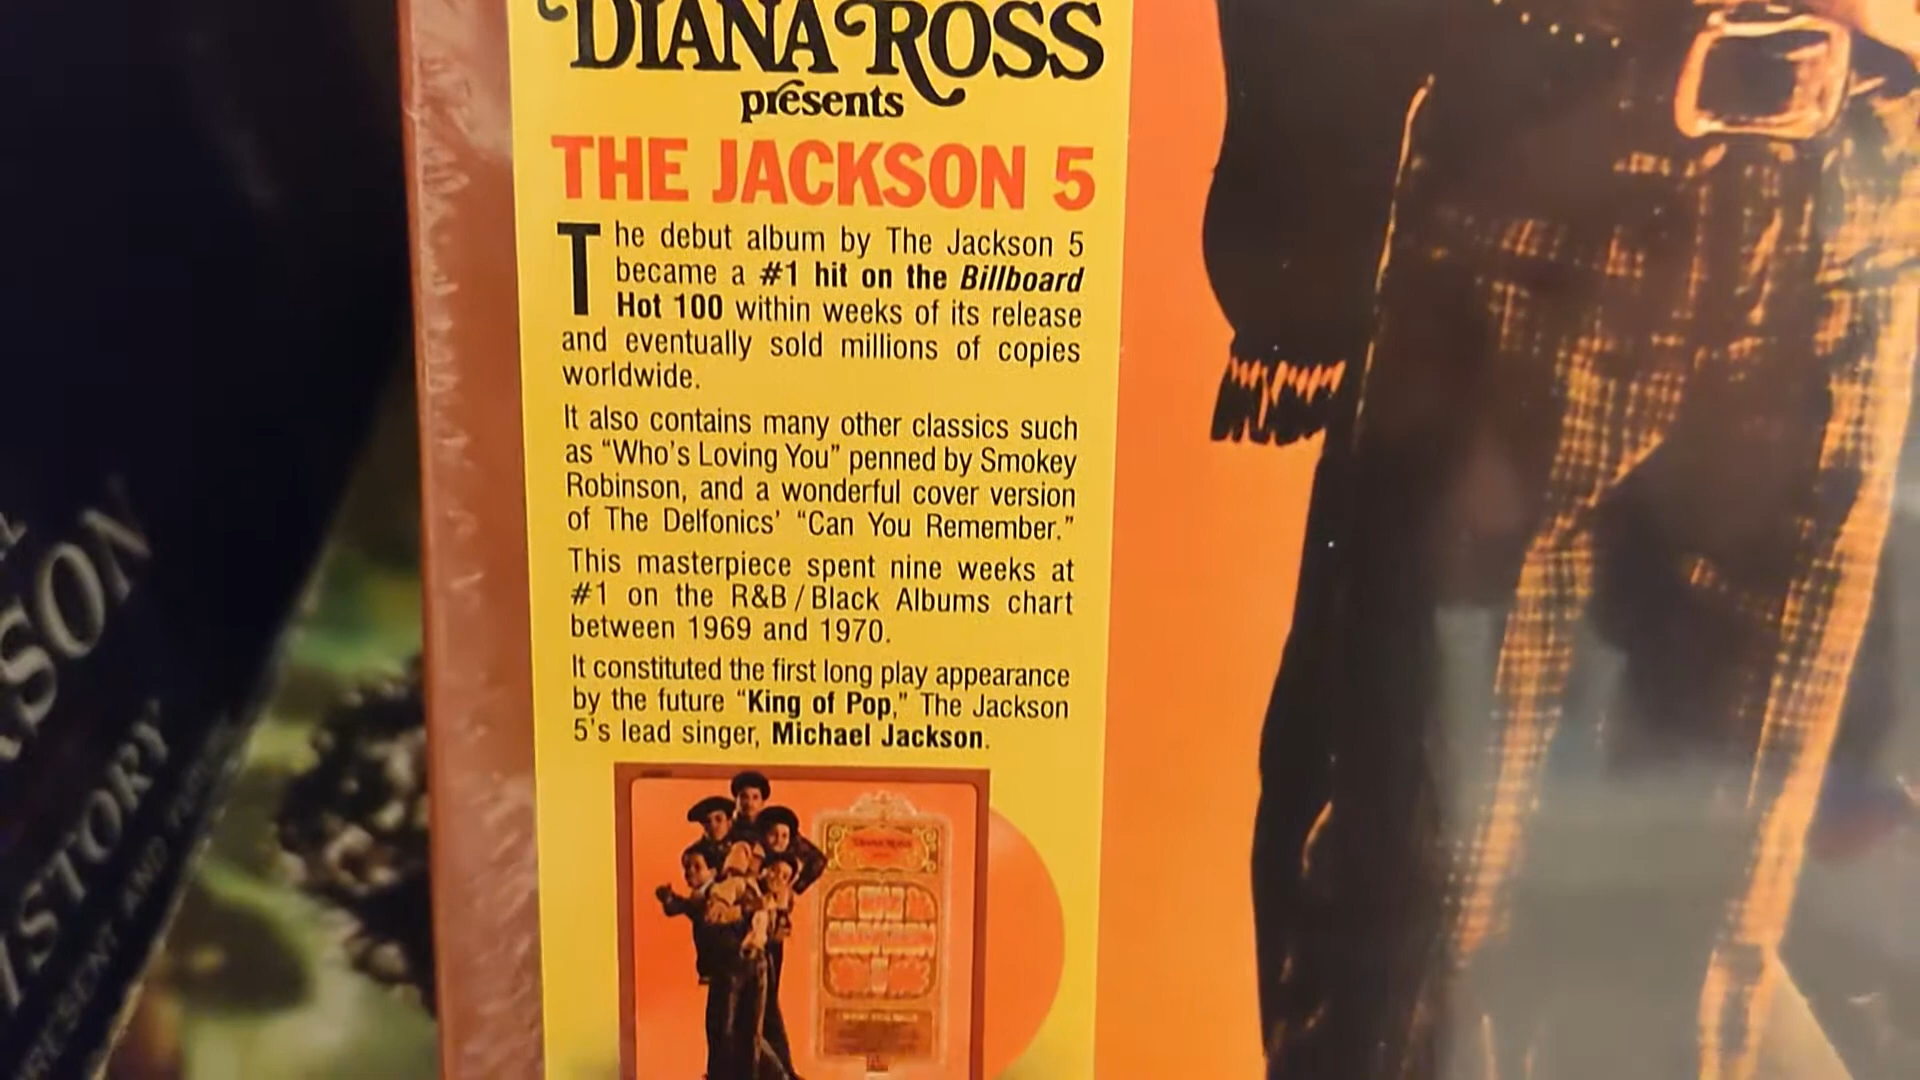 DIANA ROSS
presents
THE JACKSON 5
The debut album by The Jackson 5
became a #1 hit on the Billboard
Hot 100 within weeks of its release
and eventually sold millions of copies
worldwide.
It also contains many other classics such
as “Who’s Loving You” penned by Smokey
Robinson, and a wonderful cover version
of The Delfonics’ “Can You Remember.”
This masterpiece spent nine weeks at
#1 on the R&B / Black Albums chart
between 1969 and 1970.
It constituted the first long play appearance
by the future “King of Pop,” The Jackson
5’s lead singer, Michael Jackson.
DIANA ROSS